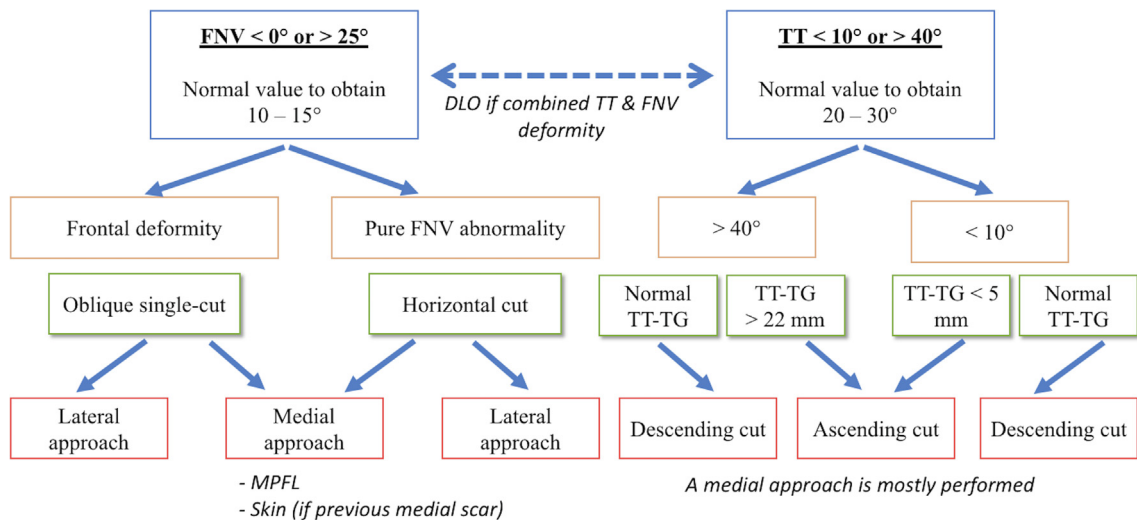 FNV < 0° or > 25°
Normal value to obtain
10 – 15°
DLO if combined TT & FNV
deformity
TT < 10° or > 40°
Normal value to obtain
20 – 30°
Frontal deformity
Pure FNV abnormality
> 40°
< 10°
Oblique single-cut
Horizontal cut
Normal
TT-TG
TT-TG
> 22 mm
TT-TG < 5
mm
Normal
TT-TG
Lateral
approach
Medial
approach
Lateral
approach
Descending cut
Ascending cut
Descending cut
- MPFL
- Skin (if previous medial scar)
A medial approach is mostly performed